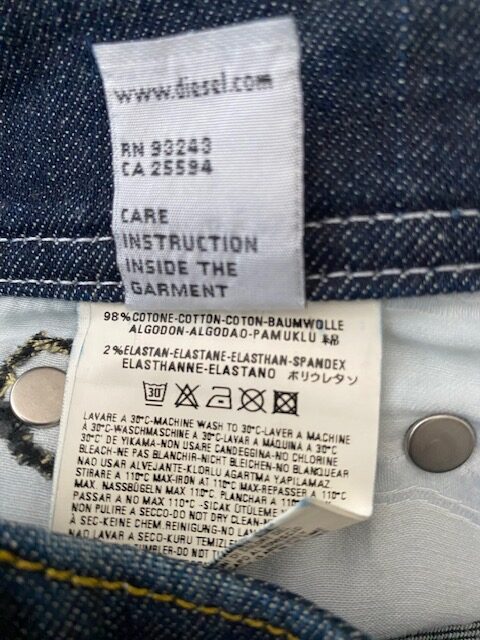 www.diesel.com
RN 93243
CA 25594
CARE
INSTRUCTION
INSIDE THE
GARMENT
98%COTONE-COTTON-COTON-BAUMWOLLE
ALGODON-ALGODAO-PAMUKLU 綿
2%ELASTAN-ELASTANE-ELASTHAN-SPANDEX
ELASTHANNE-ELASTANO ポリウレタン
30
LAVARE A 30°C-MACHINE WASH TO 30°C-LAVER A MACHINE
À 30°C-WASCHMASCHINE A 30°C-LAVAR A MÁQUINA A 30°C
30°C DE YIKAMA-NON USARE CANDEGGINA-NO CHLORINE
BLEACH-NE PAS BLANCHIR-NICHT BLEICHEN-NO BLANQUEAR
NAO USAR ALVEJANTE-KLORLU AGARTMA YAPILAMAZ
STIRARE A 110°C MAX-IRON AT 110°C MAX-REPASSER A 110°C
MAX. NASSBÜGELN MAX 110°C PLANCHAR A 110°C
PASSAR A NO MAX 110°C -SICAK ÜTÜLEME
NON PULIRE A SECCO-DO NOT DRY CLEAN-
À SEC-KEINE CHEM.REINIGUNG-NO LAVAR
NAO LAVAR A SECO-KURU TEMIZLE
TUMBLER-DO NOT